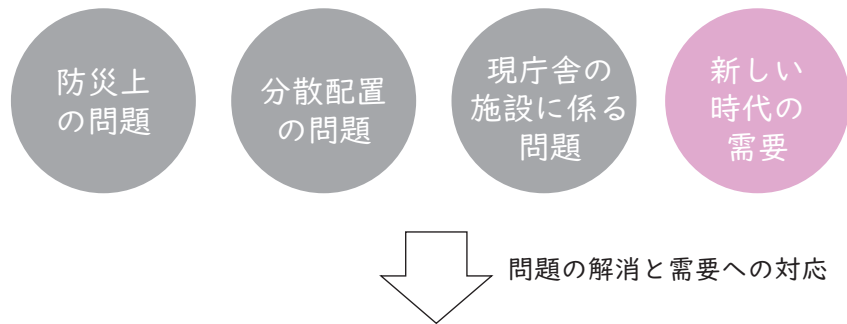 防災上
の問題
分散配置
の問題
現庁舎の
施設に係る
問題
新しい
時代の
需要
問題の解消と需要への対応